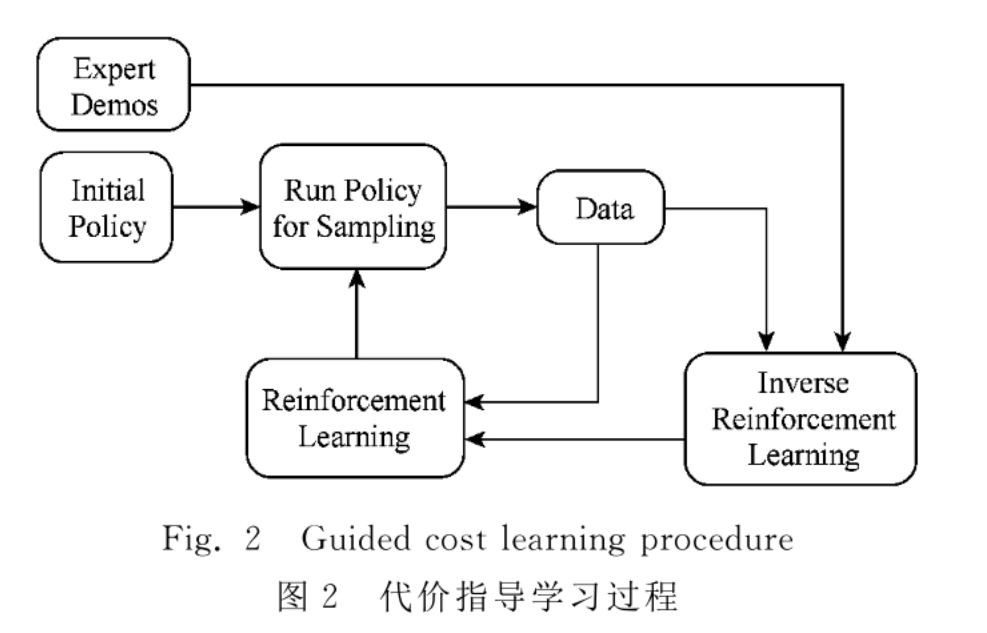 Expert
Demos
Initial
Policy
Run Policy
for Sampling
Data
Reinforcement
Learning
Inverse
Reinforcement
Learning
Fig. 2 Guided cost learning procedure
图 2 代价指导学习过程